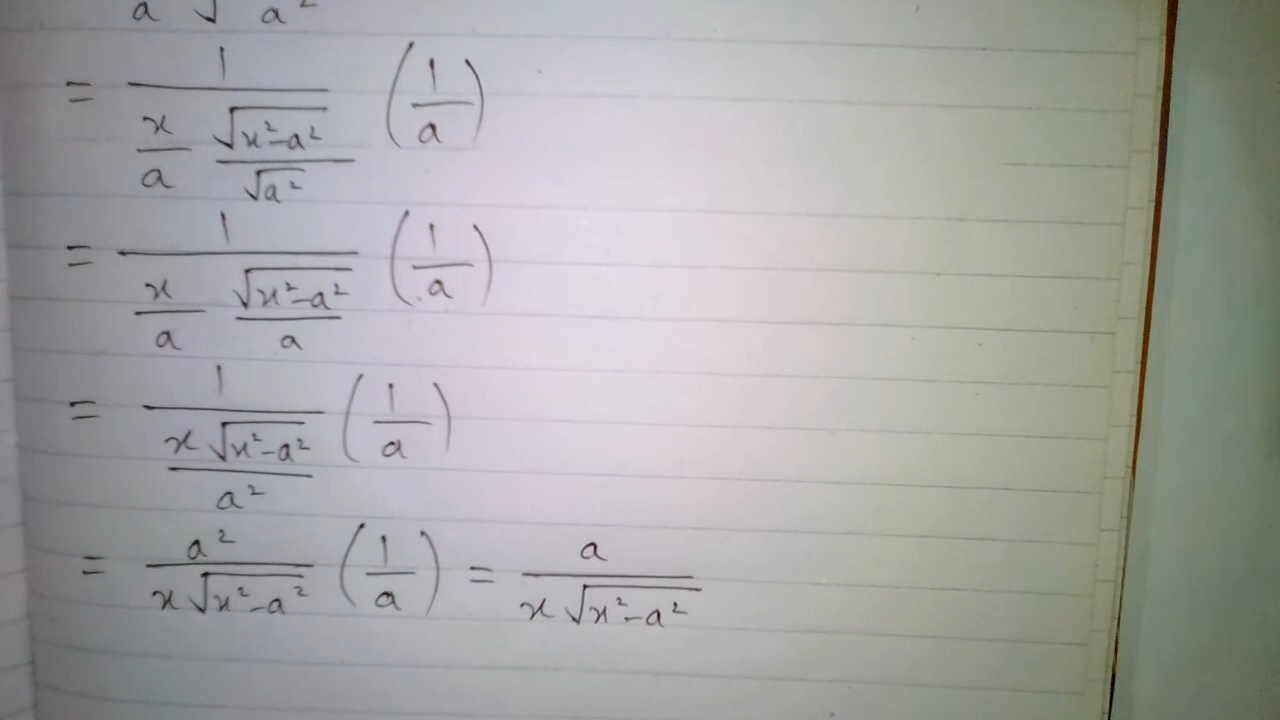 a √ a²
= 1 / (x/a √(x²-a²)/√a²) (1/a)
= 1 / (x/a √(x²-a²)/a) (1/a)
= 1 / (x√(x²-a²)/a²) (1/a)
= a² / (x√(x²-a²)) (1/a) = a / (x√(x²-a²))